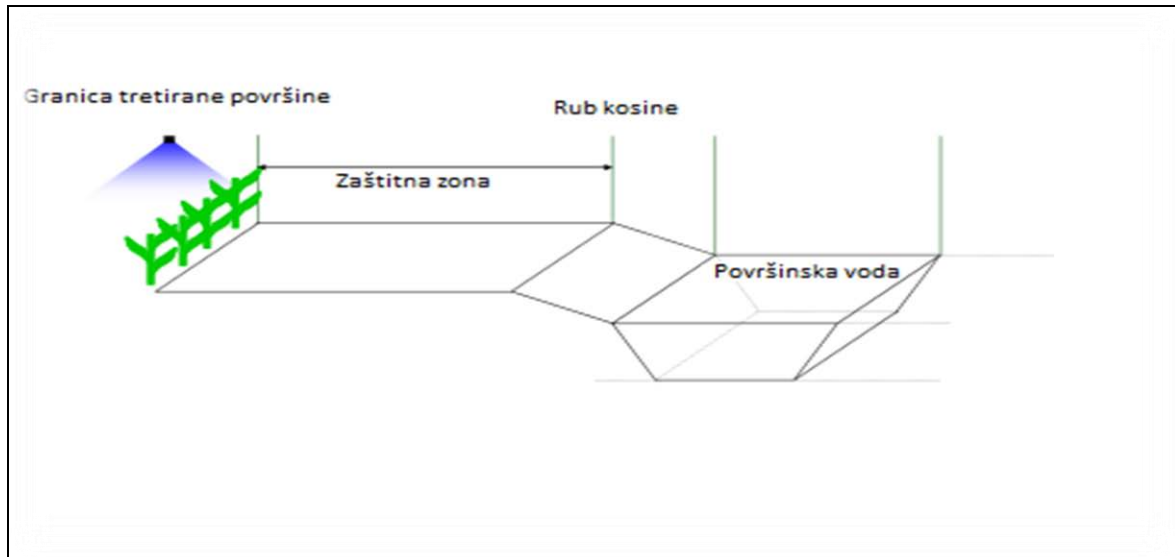 Granica tretirane površine
Rub kosine
Zaštitna zona
Površinska voda